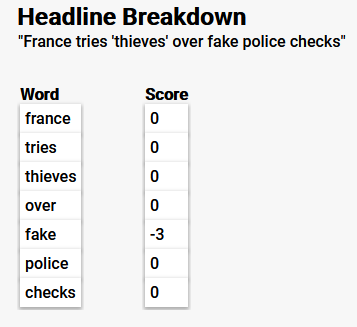 Headline Breakdown
"France tries 'thieves' over fake police checks"
Word Score
france 0
tries 0
thieves 0
over 0
fake -3
police 0
checks 0